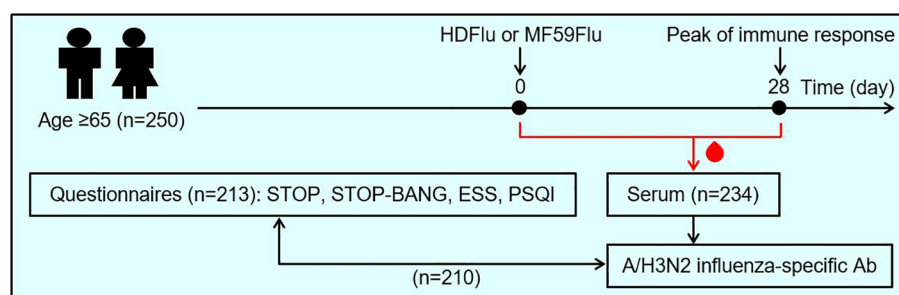 HDFlu or MF59Flu
Peak of immune response
0
28
Time (day)
Age ≥65 (n=250)
Questionnaires (n=213): STOP, STOP-BANG, ESS, PSQI
Serum (n=234)
(n=210)
A/H3N2 influenza-specific Ab